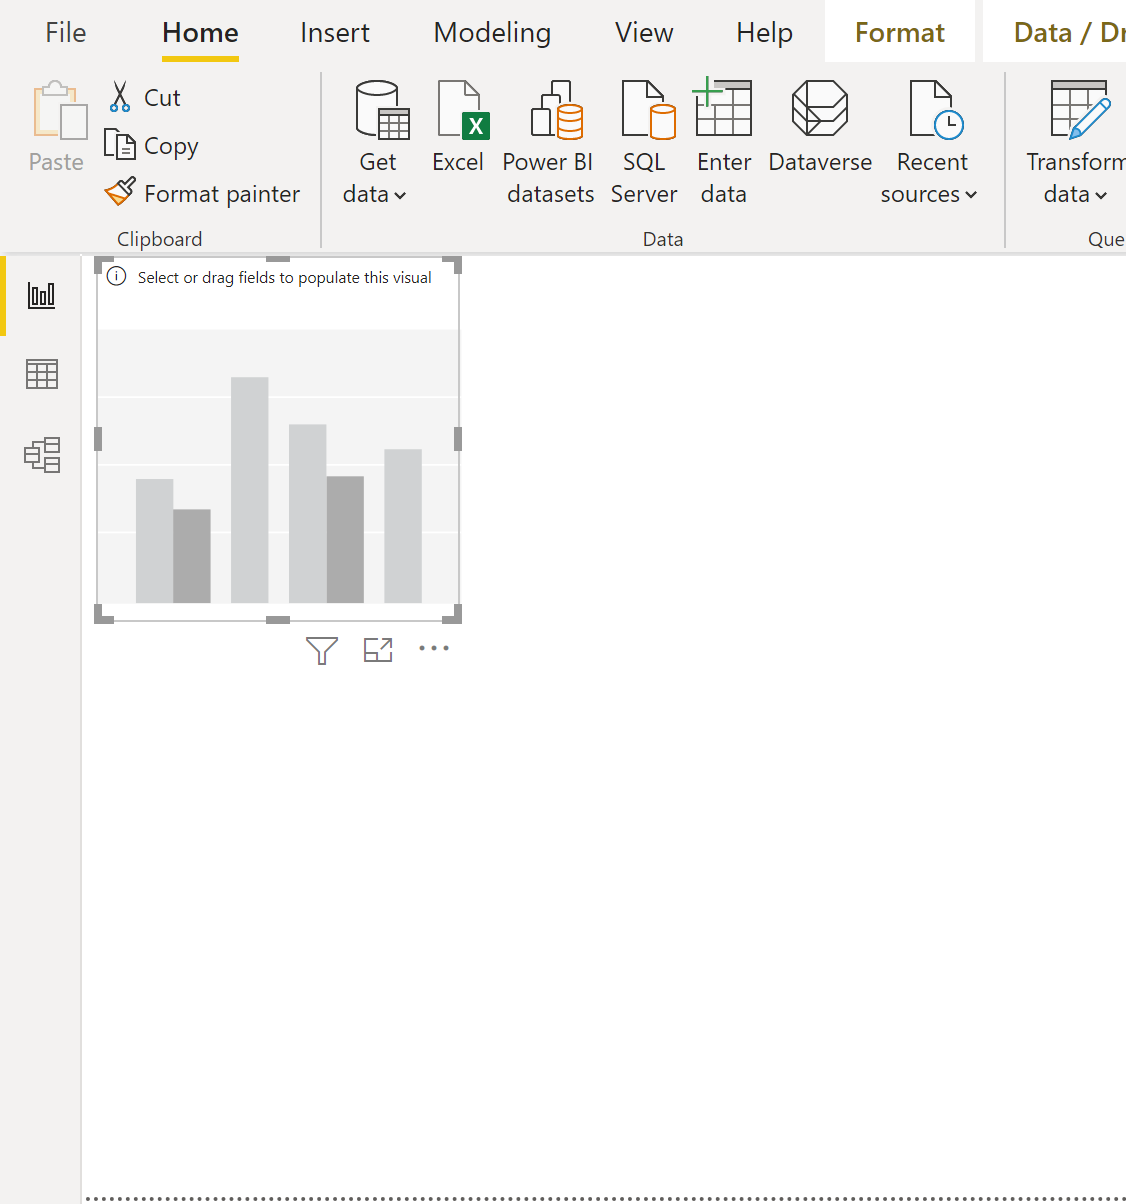 File Home Insert Modeling View Help Format Data / Dr
Paste
Cut
Copy
Format painter
Clipboard
Get
data
Excel
Power BI
datasets
SQL
Server
Enter
data
Dataverse
Recent
sources
Data
Transform
data
Que
Select or drag fields to populate this visual